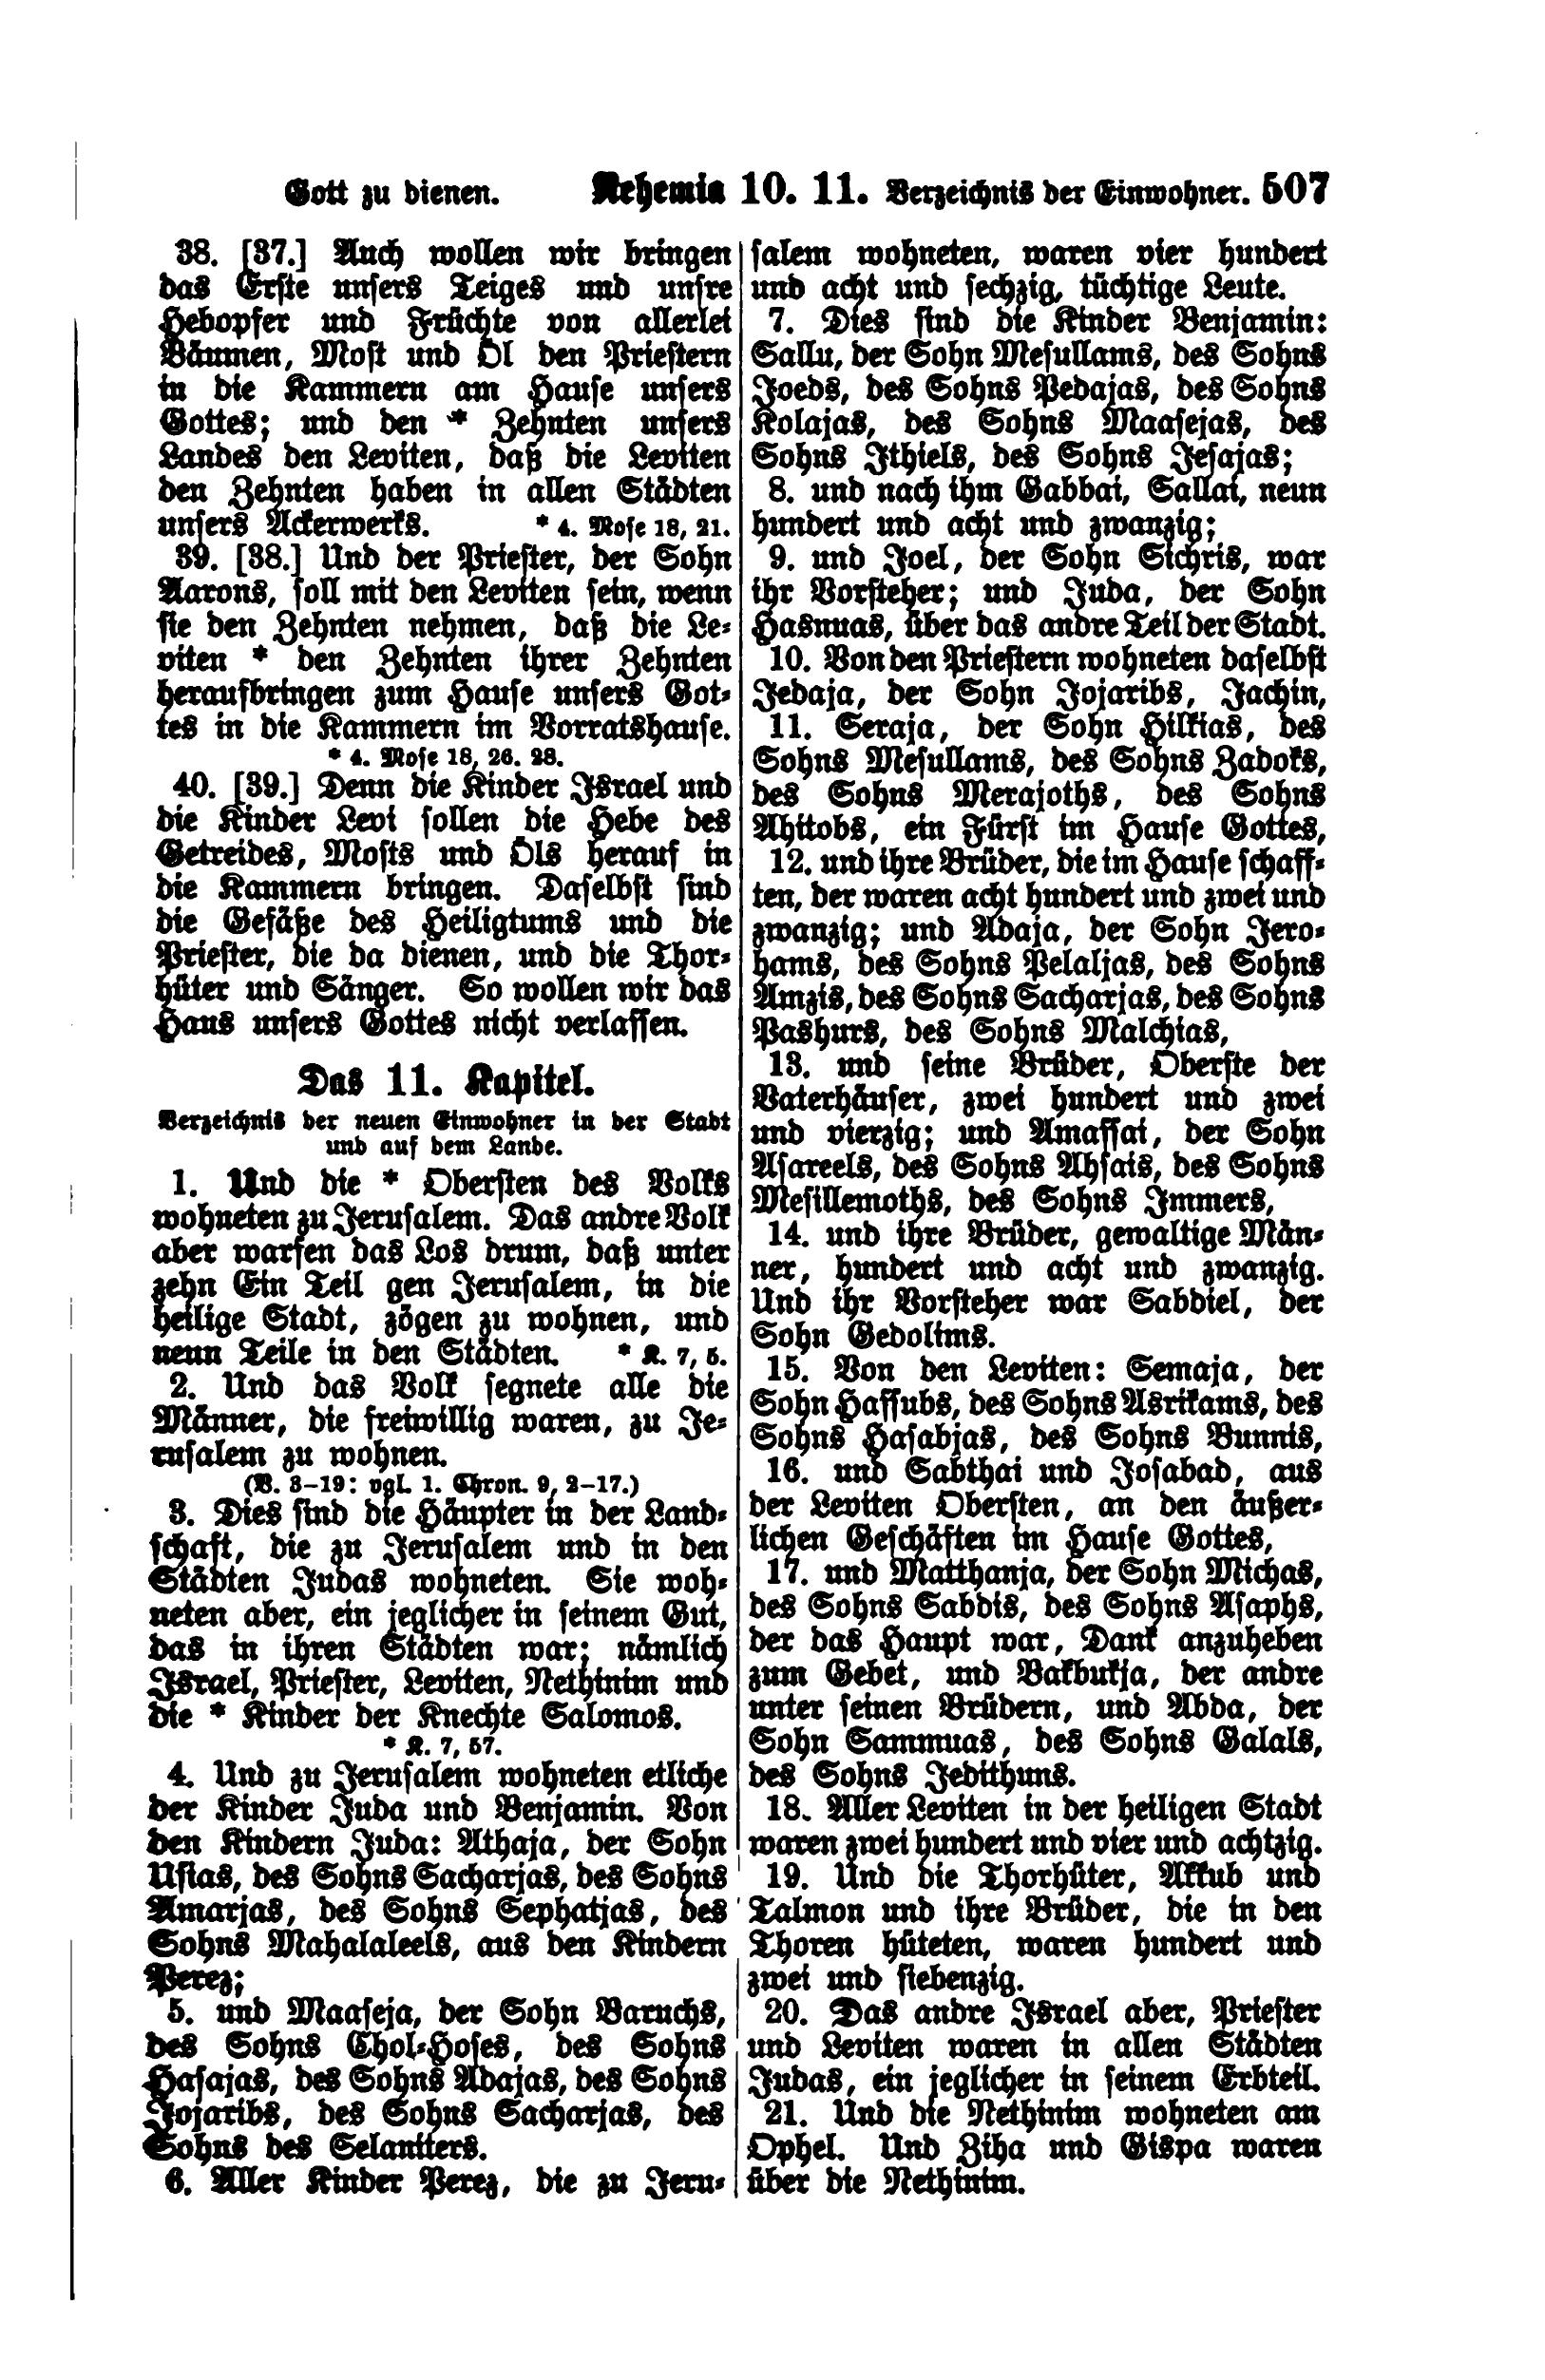 Gott zu dienen. Nehemia 10. 11. Verzeichnis der Einwohner. 507
38. [37.] Auch wollen wir bringen
das Erste unsers Teiges und unsre
Hebopfer und Früchte von allerlei
Bäumen, Most und Öl den Priestern
in die Kammern am Hause unsers
Gottes; und den * Zehnten unsers
Landes den Leviten, daß die Leviten
den Zehnten haben in allen Städten
unsers Ackerwerks. * 4. Mose 18, 21.
39. [38.] Und der Priester, der Sohn
Aarons, soll mit den Leviten sein, wenn
sie den Zehnten nehmen, daß die Le-
viten * den Zehnten ihrer Zehnten
heraufbringen zum Hause unsers Got-
tes in die Kammern im Vorratshause.
* 4. Mose 18, 26. 28.
40. [39.] Denn die Kinder Israel und
die Kinder Levi sollen die Hebe des
Getreides, Mosts und Öls herauf in
die Kammern bringen. Daselbst sind
die Gefäße des Heiligtums und die
Priester, die da dienen, und die Thor-
hüter und Sänger. So wollen wir das
Haus unsers Gottes nicht verlassen.
Das 11. Kapitel.
Verzeichnis der neuen Einwohner in der Stadt
und auf dem Lande.
1. Und die * Obersten des Volks
wohneten zu Jerusalem. Das andre Volk
aber warfen das Los drum, daß unter
zehn Ein Teil gen Jerusalem, in die
heilige Stadt, zögen zu wohnen, und
neun Teile in den Städten. * K. 7, 5.
2. Und das Volk segnete alle die
Männer, die freiwillig waren, zu Je-
rusalem zu wohnen.
(V. 3–19: vgl. 1. Chron. 9, 2–17.)
3. Dies sind die Häupter in der Land-
schaft, die zu Jerusalem und in den
Städten Judas wohneten. Sie woh-
neten aber, ein jeglicher in seinem Gut,
das in ihren Städten war; nämlich
Israel, Priester, Leviten, Nethinim und
die * Kinder der Knechte Salomos.
* K. 7, 57.
4. Und zu Jerusalem wohneten etliche
der Kinder Juda und Benjamin. Von
den Kindern Juda: Athaja, der Sohn
Usias, des Sohns Sacharjas, des Sohns
Amarjas, des Sohns Sephatjas, des
Sohns Mahalaleels, aus den Kindern
Perez;
5. und Maaseja, der Sohn Baruchs,
des Sohns Chol-Hoses, des Sohns
Hasajas, des Sohns Adajas, des Sohns
Jojaribs, des Sohns Sacharjas, des
Sohns des Selaniters.
6. Aller Kinder Perez, die zu Jeru-
salem wohneten, waren vier hundert
und acht und sechzig, tüchtige Leute.
7. Dies sind die Kinder Benjamin:
Sallu, der Sohn Mesullams, des Sohns
Joeds, des Sohns Pedajas, des Sohns
Kolajas, des Sohns Maasejas, des
Sohns Ithiels, des Sohns Jesajas;
8. und nach ihm Gabbai, Sallai, neun
hundert und acht und zwanzig;
9. und Joel, der Sohn Sichris, war
ihr Vorsteher; und Juda, der Sohn
Hasnuas, über das andre Teil der Stadt.
10. Von den Priestern wohneten daselbst
Jedaja, der Sohn Jojaribs, Jachin,
11. Seraja, der Sohn Hilkias, des
Sohns Mesullams, des Sohns Zadoks,
des Sohns Merajoths, des Sohns
Ahitobs, ein Fürst im Hause Gottes,
12. und ihre Brüder, die im Hause schaff-
ten, der waren acht hundert und zwei und
zwanzig; und Adaja, der Sohn Jero-
hams, des Sohns Pelaljas, des Sohns
Amzis, des Sohns Sacharjas, des Sohns
Pashurs, des Sohns Malchias,
13. und seine Brüder, Oberste der
Vaterhäuser, zwei hundert und zwei
und vierzig; und Amassai, der Sohn
Asareels, des Sohns Ahsais, des Sohns
Mesillemoths, des Sohns Immers,
14. und ihre Brüder, gewaltige Män-
ner, hundert und acht und zwanzig.
Und ihr Vorsteher war Sabdiel, der
Sohn Gedolims.
15. Von den Leviten: Semaja, der
Sohn Hassubs, des Sohns Asrikams, des
Sohns Hasabjas, des Sohns Bunnis,
16. und Sabthai und Josabad, aus
der Leviten Obersten, an den äußer-
lichen Geschäften im Hause Gottes,
17. und Matthanja, der Sohn Michas,
des Sohns Sabdis, des Sohns Asaphs,
der das Haupt war, Dank anzuheben
zum Gebet, und Bakbukja, der andre
unter seinen Brüdern, und Abda, der
Sohn Sammuas, des Sohns Galals,
des Sohns Jedithuns.
18. Aller Leviten in der heiligen Stadt
waren zwei hundert und vier und achtzig.
19. Und die Thorhüter, Akkub und
Talmon und ihre Brüder, die in den
Thoren hüteten, waren hundert und
zwei und siebenzig.
20. Das andre Israel aber, Priester
und Leviten waren in allen Städten
Judas, ein jeglicher in seinem Erbteil.
21. Und die Nethinim wohneten am
Ophel. Und Ziha und Gispa waren
über die Nethinim.